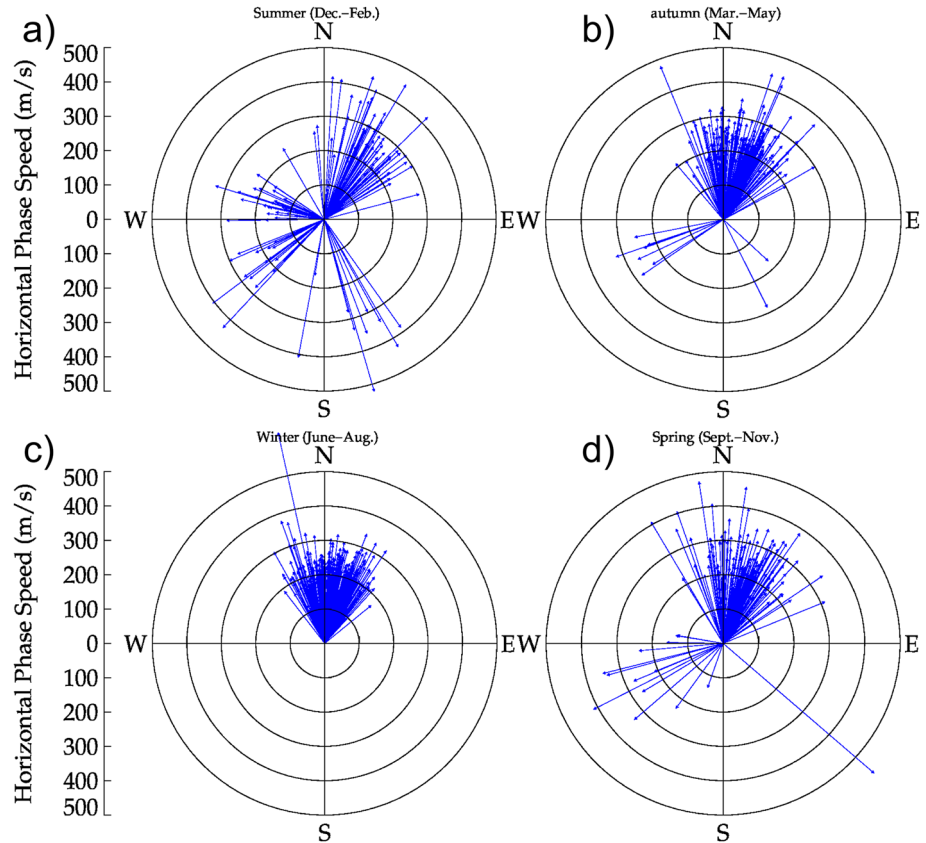 a)
Summer (Dec.–Feb.)
N
b)
autumn (Mar.–May)
N
Horizontal Phase Speed (m/s)
500
400
300
200
100
0
100
200
300
400
500
W
E
W
E
S
S
c)
Winter (June–Aug.)
N
d)
Spring (Sept.–Nov.)
N
Horizontal Phase Speed (m/s)
500
400
300
200
100
0
100
200
300
400
500
W
E
W
E
S
S